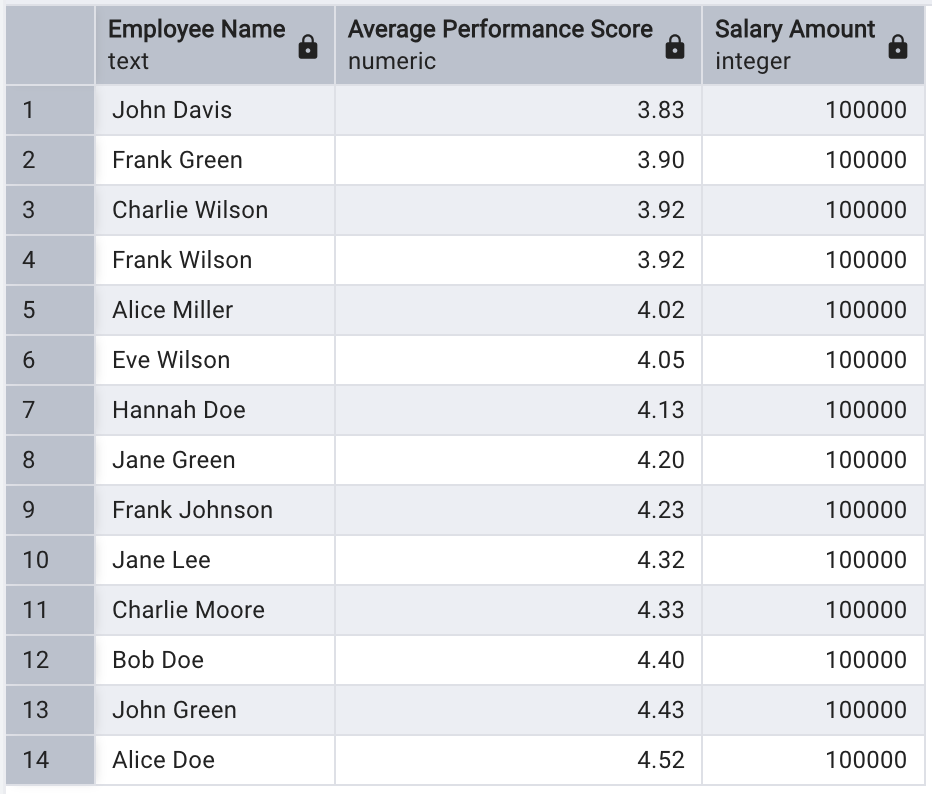 Employee Name Average Performance Score Salary Amount
text numeric integer
1 John Davis 3.83 100000
2 Frank Green 3.90 100000
3 Charlie Wilson 3.92 100000
4 Frank Wilson 3.92 100000
5 Alice Miller 4.02 100000
6 Eve Wilson 4.05 100000
7 Hannah Doe 4.13 100000
8 Jane Green 4.20 100000
9 Frank Johnson 4.23 100000
10 Jane Lee 4.32 100000
11 Charlie Moore 4.33 100000
12 Bob Doe 4.40 100000
13 John Green 4.43 100000
14 Alice Doe 4.52 100000